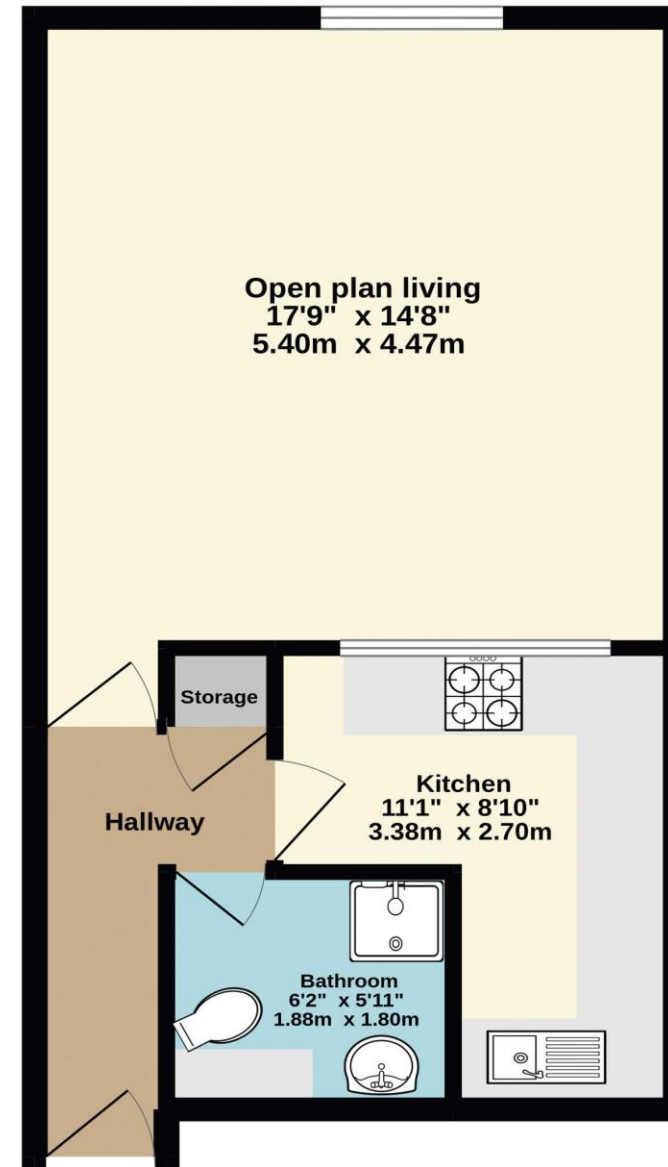 Open plan living
17'9" x 14'8"
5.40m x 4.47m
Storage
Hallway
Kitchen
11'1" x 8'10"
3.38m x 2.70m
Bathroom
6'2" x 5'11"
1.88m x 1.80m